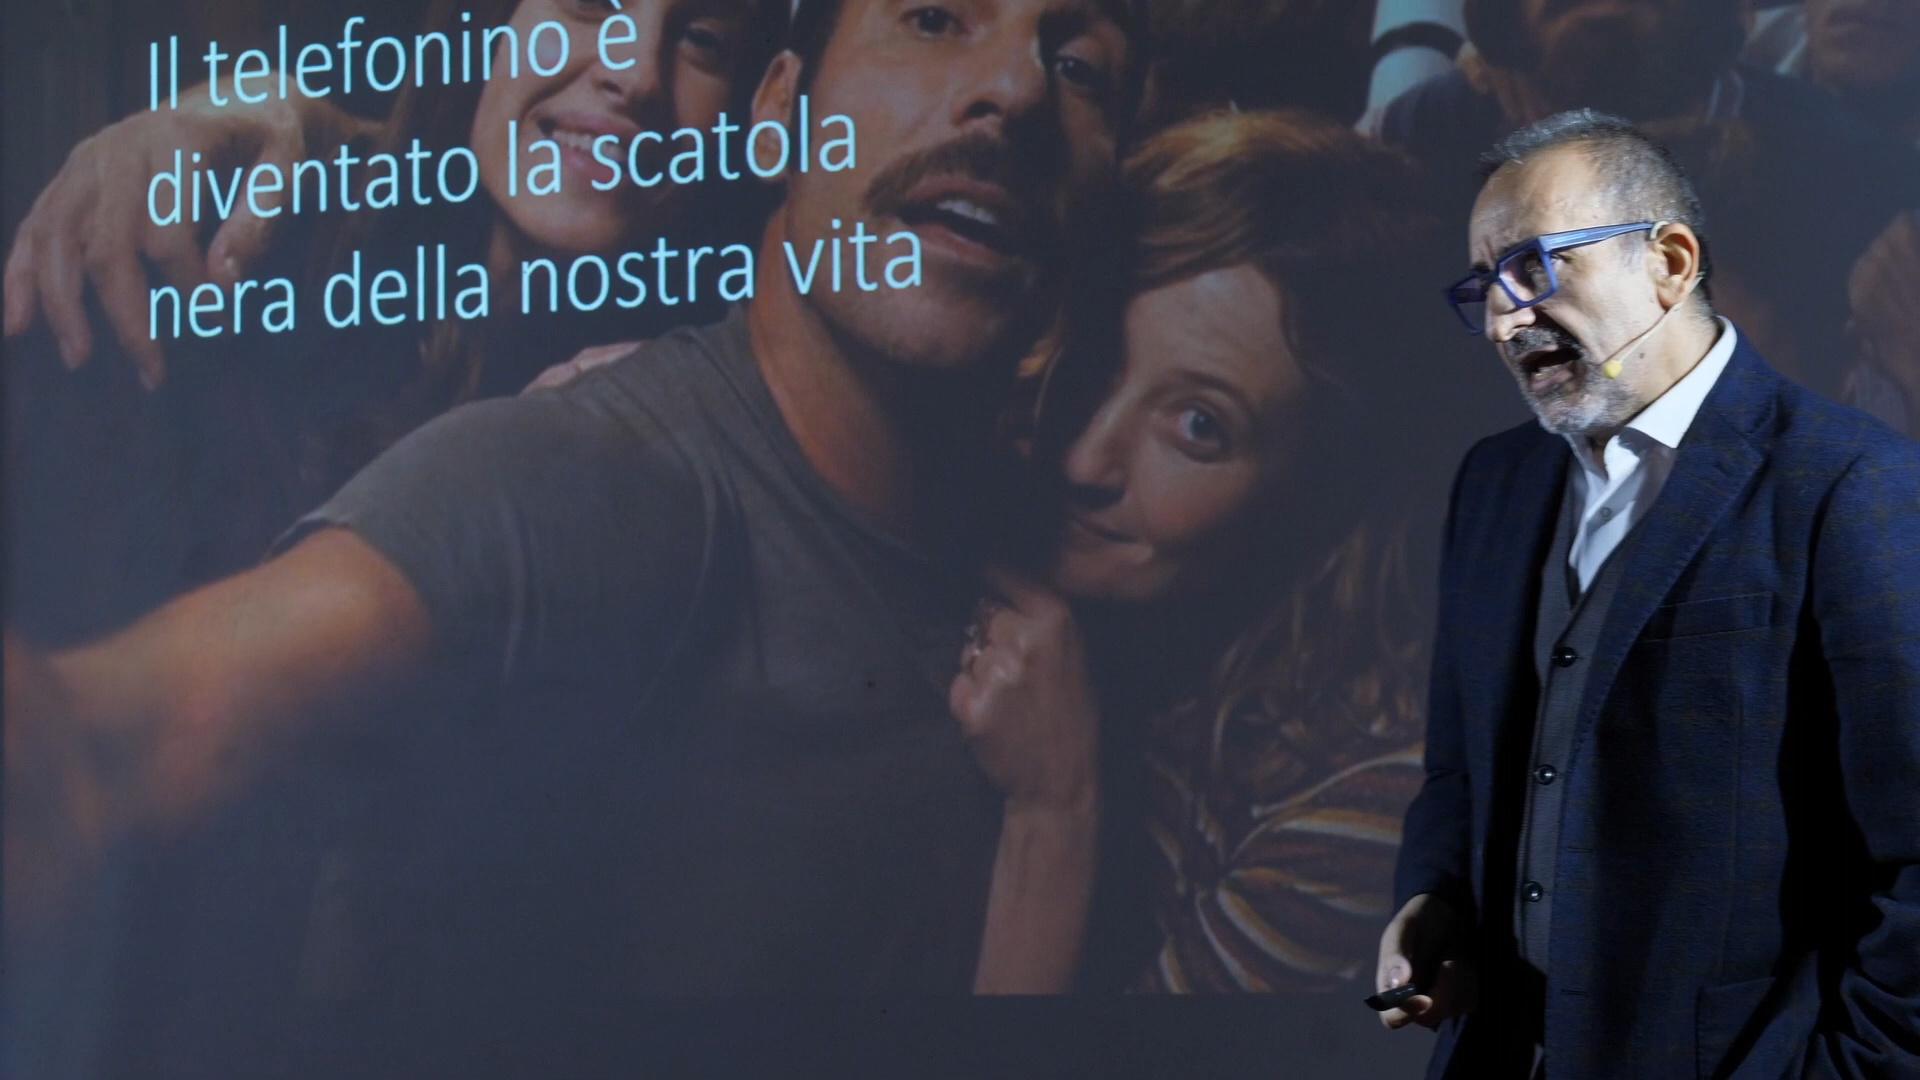 Il telefonino è
diventato la scatola
nera della nostra vita